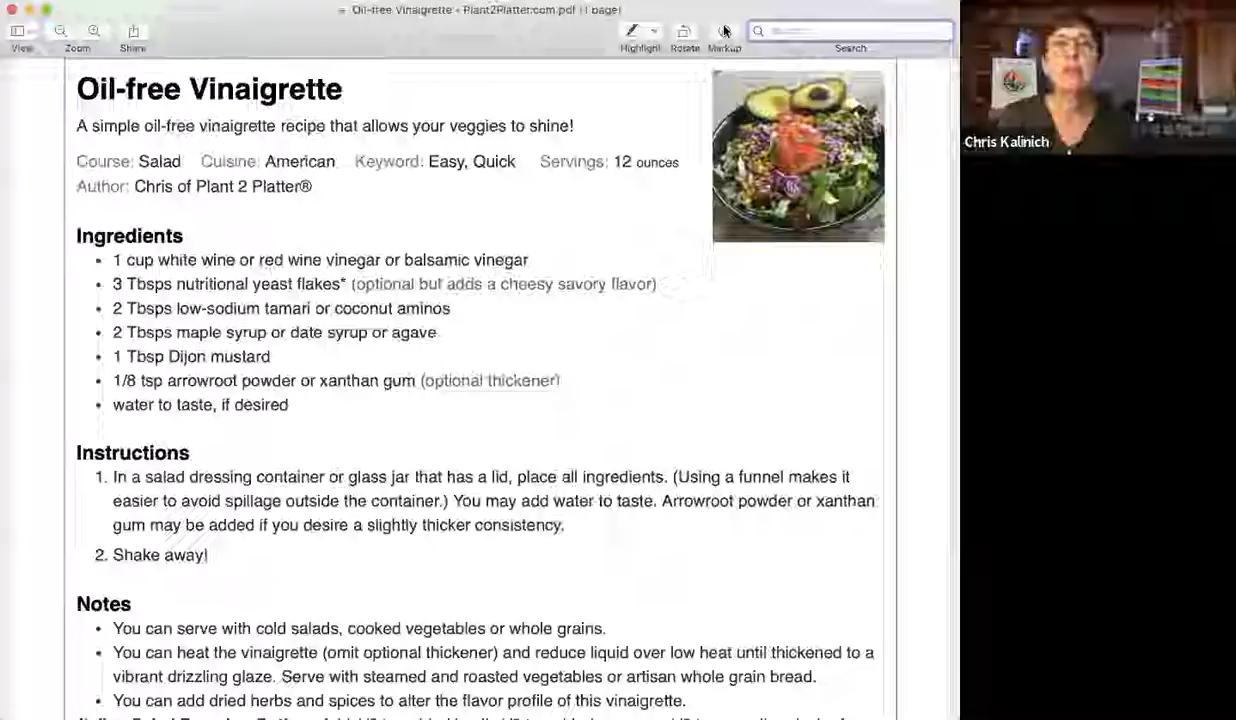 Oil-free Vinaigrette - Plant2Platter.com.pdf (1 page)
View
Zoom
Share
Highlight
Rotate
Markup
Search
Oil-free Vinaigrette
A simple oil-free vinaigrette recipe that allows your veggies to shine!
Course: Salad Cuisine: American Keyword: Easy, Quick Servings: 12 ounces
Author: Chris of Plant 2 Platter®
Chris Kalinich
Ingredients
• 1 cup white wine or red wine vinegar or balsamic vinegar
• 3 Tbsps nutritional yeast flakes* (optional but adds a cheesy savory flavor)
• 2 Tbsps low-sodium tamari or coconut aminos
• 2 Tbsps maple syrup or date syrup or agave
• 1 Tbsp Dijon mustard
• 1/8 tsp arrowroot powder or xanthan gum (optional thickener)
• water to taste, if desired
Instructions
1. In a salad dressing container or glass jar that has a lid, place all ingredients. (Using a funnel makes it
easier to avoid spillage outside the container.) You may add water to taste. Arrowroot powder or xanthan
gum may be added if you desire a slightly thicker consistency.
2. Shake away!
Notes
• You can serve with cold salads, cooked vegetables or whole grains.
• You can heat the vinaigrette (omit optional thickener) and reduce liquid over low heat until thickened to a
vibrant drizzling glaze. Serve with steamed and roasted vegetables or artisan whole grain bread.
• You can add dried herbs and spices to alter the flavor profile of this vinaigrette.